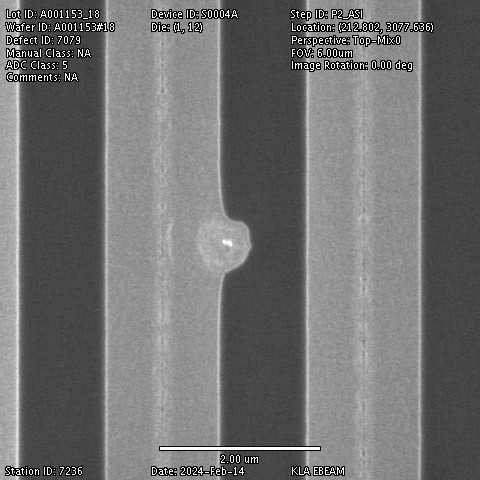 Lot ID: A001153_18 Device ID: S0004A Step ID: P2_ASI
Wafer ID: A001153#18 Die: (1, 12) Location: (212.802, 3077.636)
Defect ID: 7079 Perspective: Top-Mix0
Manual Class: NA FOV: 6.00um
ADC Class: 5 Image Rotation: 0.00 deg
Comments: NA
2.00 um
Station ID: 7236 Date: 2024-Feb-14 KLA EBEAM